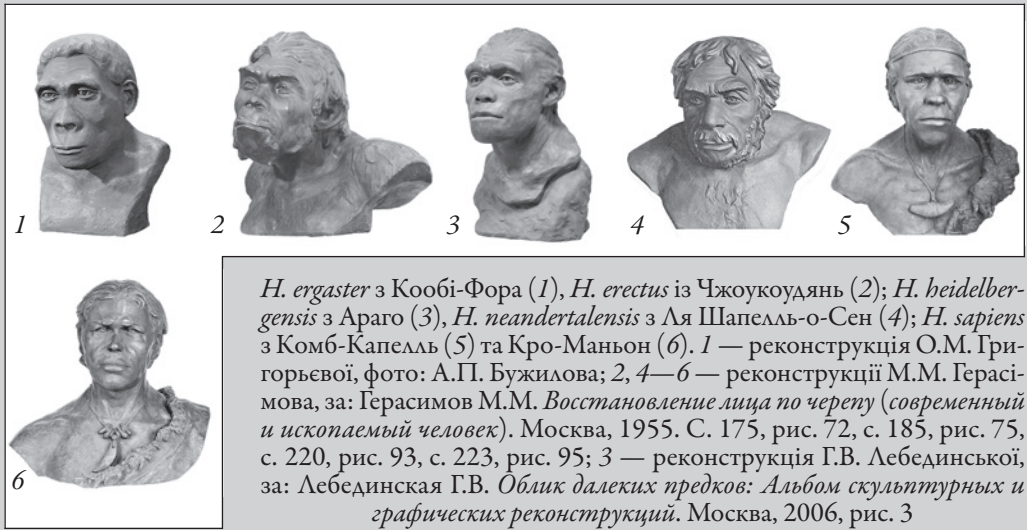 1
2
3
4
5
6
H. ergaster з Кообі-Фора (1), H. erectus із Чжоукоудянь (2); H. heidelber-
gensis з Араго (3), H. neandertalensis з Ля Шапелль-о-Сен (4); H. sapiens
з Комб-Капелль (5) та Кро-Маньон (6). 1 — реконструкція О.М. Гри-
горьєвої, фото: А.П. Бужилова; 2, 4—6 — реконструкції М.М. Герасі-
мова, за: Герасимов М.М. Восстановление лица по черепу (современный
и ископаемый человек). Москва, 1955. С. 175, рис. 72, с. 185, рис. 75,
с. 220, рис. 93, с. 223, рис. 95; 3 — реконструкція Г.В. Лебединської,
за: Лебединская Г.В. Облик далеких предков: Альбом скульптурных и
графических реконструкций. Москва, 2006, рис. 3